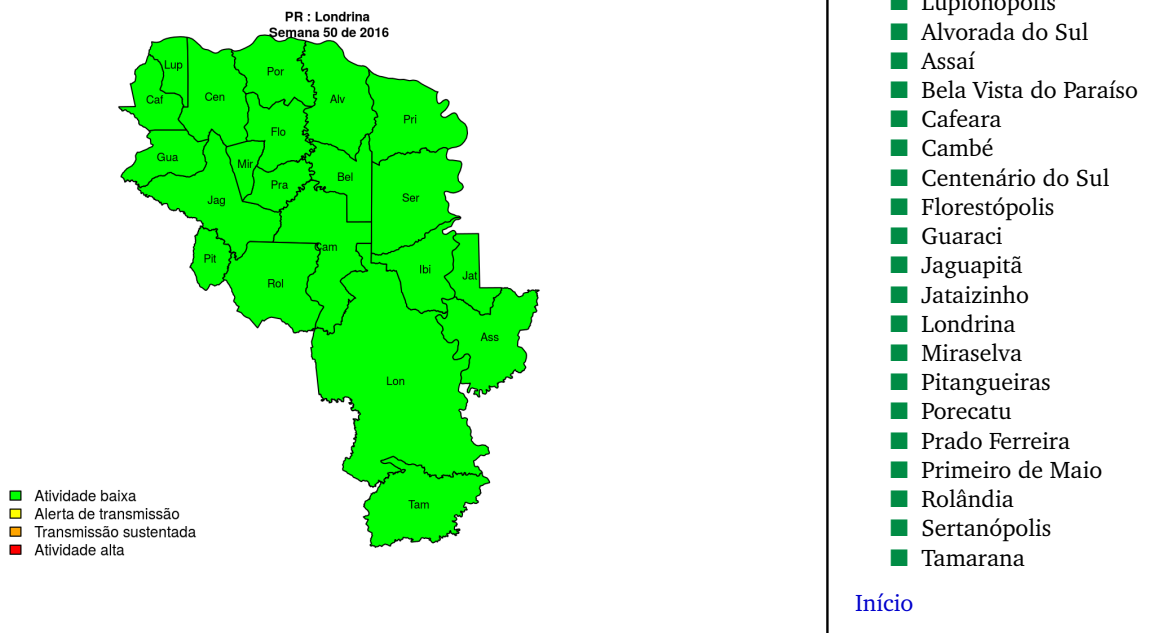 PR : Londrina
Semana 50 de 2016
Lup
Por
Caf
Cen
Alv
Pri
Flo
Gua
Mir
Bel
Pra
Jag
Ser
Cam
Pit
Ibi
Jat
Rol
Ass
Lon
Tam
Atividade baixa
Alerta de transmissão
Transmissão sustentada
Atividade alta
Lupionópolis
Alvorada do Sul
Assaí
Bela Vista do Paraíso
Cafeara
Cambé
Centenário do Sul
Florestópolis
Guaraci
Jaguapitã
Jataizinho
Londrina
Miraselva
Pitangueiras
Porecatu
Prado Ferreira
Primeiro de Maio
Rolândia
Sertanópolis
Tamarana
Início